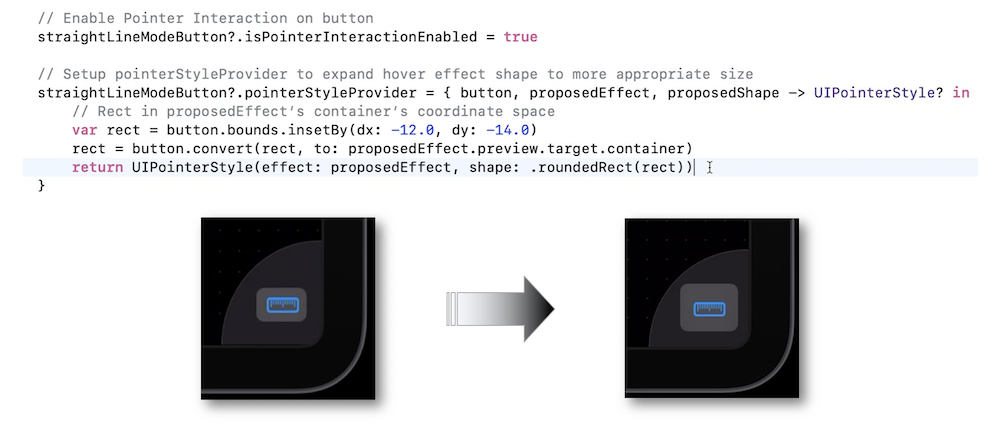 // Enable Pointer Interaction on button
straightLineModeButton?.isPointerInteractionEnabled = true
// Setup pointerStyleProvider to expand hover effect shape to more appropriate size
straightLineModeButton?.pointerStyleProvider = { button, proposedEffect, proposedShape -> UIPointerStyle? in
// Rect in proposedEffect’s container’s coordinate space
var rect = button.bounds.insetBy(dx: -12.0, dy: -14.0)
rect = button.convert(rect, to: proposedEffect.preview.target.container)
return UIPointerStyle(effect: proposedEffect, shape: .roundedRect(rect))
}